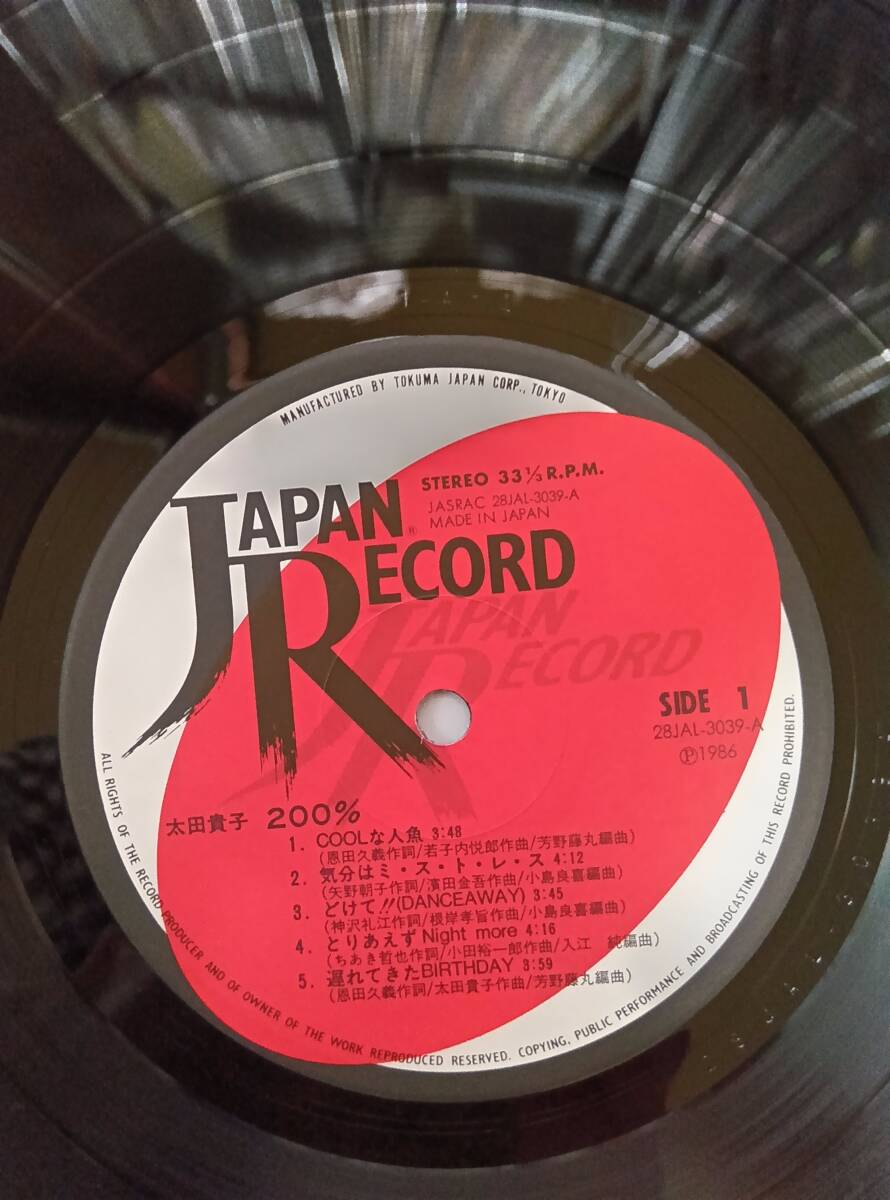 MANUFACTURED BY TOKUMA JAPAN CORP., TOKYO
STEREO 33 1/3 R.P.M.
JASRAC 28JAL-3039-A
MADE IN JAPAN
JAPAN®
RECORD
JAPAN
RECORD
SIDE 1
28JAL-3039-A
Ⓟ1986
太田貴子 200%
1. COOLな人魚 3:48
(恩田久義作詞/若子内悦郎作曲/芳野藤丸編曲)
2. 気分はミ・ス・ト・レ・ス 4:12
(矢野朝子作詞/濱田金吾作曲/小島良喜編曲)
3. どけて!!(DANCEAWAY) 3:45
(神沢礼江作詞/根岸孝旨作曲/小島良喜編曲)
4. とりあえずNight more 4:16
(ちあき哲也作詞/小田裕一郎作曲/入江 純編曲)
5. 遅れてきたBIRTHDAY 3:59
(恩田久義作詞/太田貴子作曲/芳野藤丸編曲)
ALL RIGHTS OF THE RECORD PRODUCER AND OF OWNER OF THE WORK REPRODUCED RESERVED. COPYING, PUBLIC PERFORMANCE AND BROADCASTING OF THIS RECORD PROHIBITED.